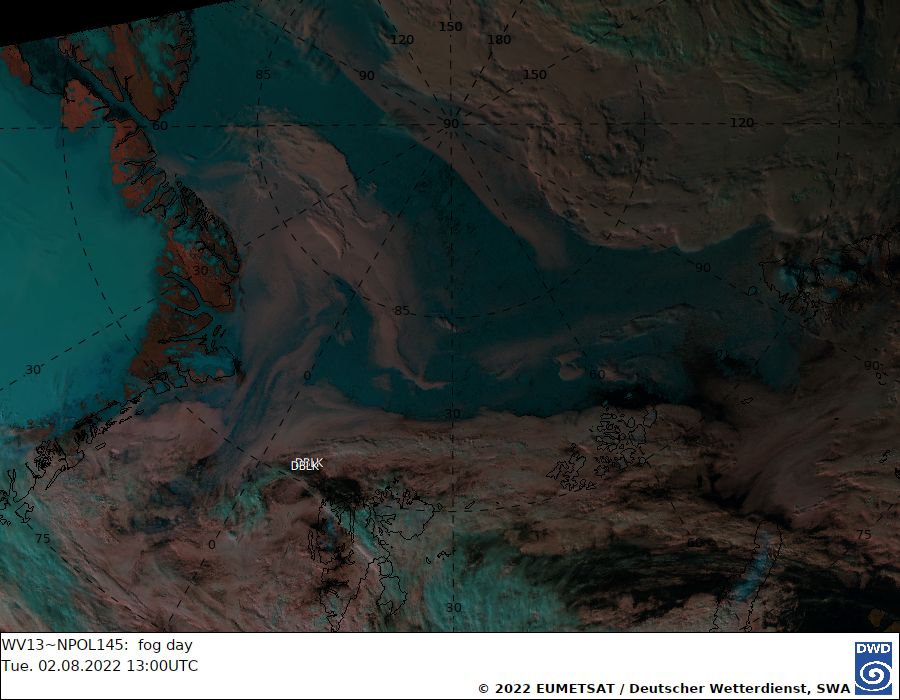 150
120 180
85 90 150
60 90 120
30 90
85
30 0 60 90
30
DBLK
DBLK
75 0 75
30
WV13~NPOL145: fog day
Tue. 02.08.2022 13:00UTC
DWD
© 2022 EUMETSAT / Deutscher Wetterdienst, SWA